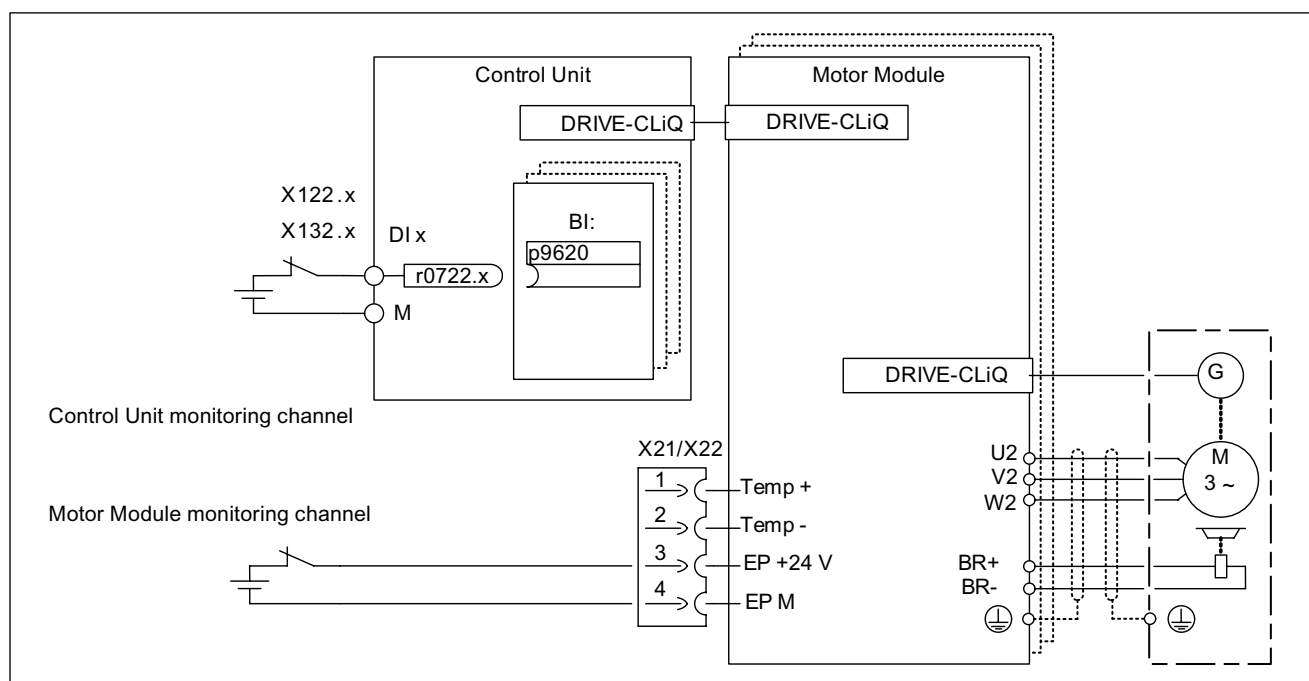 Control Unit
Motor Module
DRIVE-CLiQ
DRIVE-CLiQ
X122.x
X132.x
DI x
BI:
p9620
r0722.x
M
DRIVE-CLiQ
G
Control Unit monitoring channel
X21/X22
U2
V2
W2
M
3 ~
1
Temp +
Motor Module monitoring channel
2
Temp -
3
EP +24 V
BR+
BR-
4
EP M